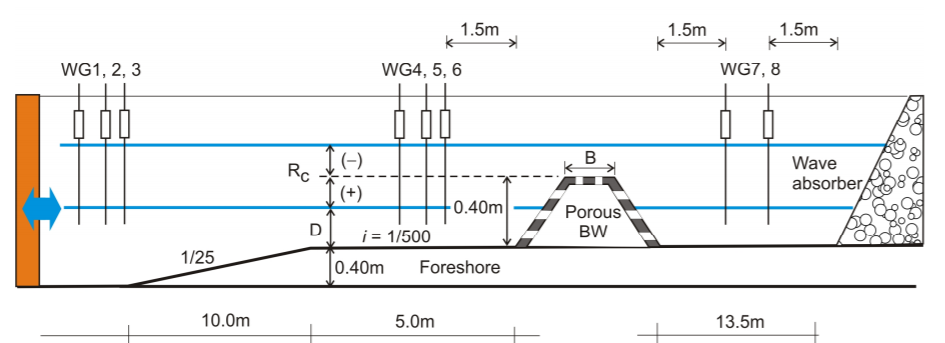 1.5m
1.5m
1.5m
WG1, 2, 3
WG4, 5, 6
WG7, 8
Rc
(–)
(+)
B
Wave
absorber
0.40m
Porous
BW
D
i = 1/500
1/25
0.40m
Foreshore
10.0m
5.0m
13.5m